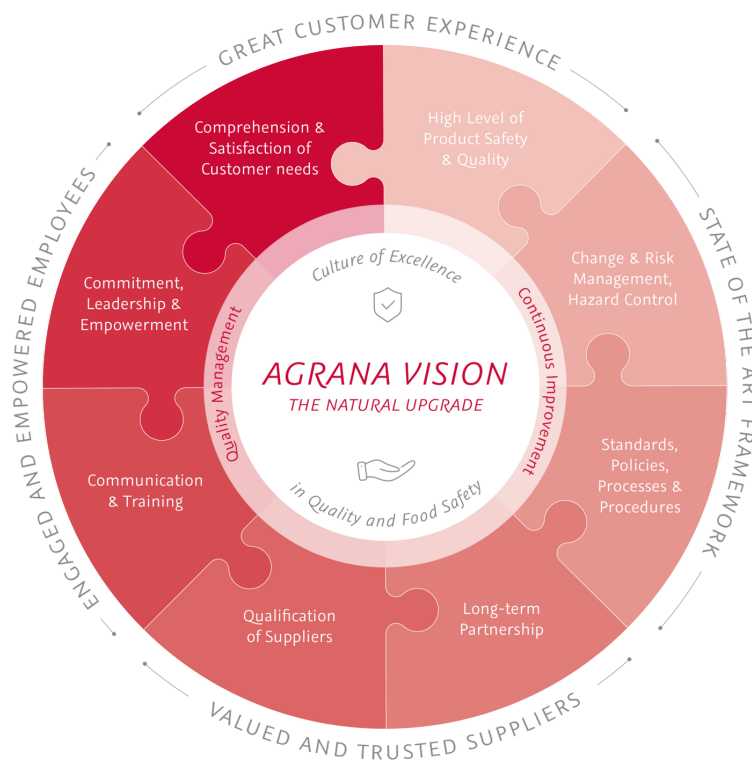 GREAT CUSTOMER EXPERIENCE
High Level of
Product Safety
& Quality
Comprehension &
Satisfaction of
Customer needs
STATE OF THE ART FRAMEWORK
Change & Risk
Management,
Hazard Control
Standards,
Policies,
Processes &
Procedures
VALUED AND TRUSTED SUPPLIERS
Long-term
Partnership
Qualification
of Suppliers
ENGAGED AND EMPOWERED EMPLOYEES
Communication
& Training
Commitment,
Leadership &
Empowerment
Quality Management
Continuous Improvement
Culture of Excellence
AGRANA VISION
THE NATURAL UPGRADE
in Quality and Food Safety